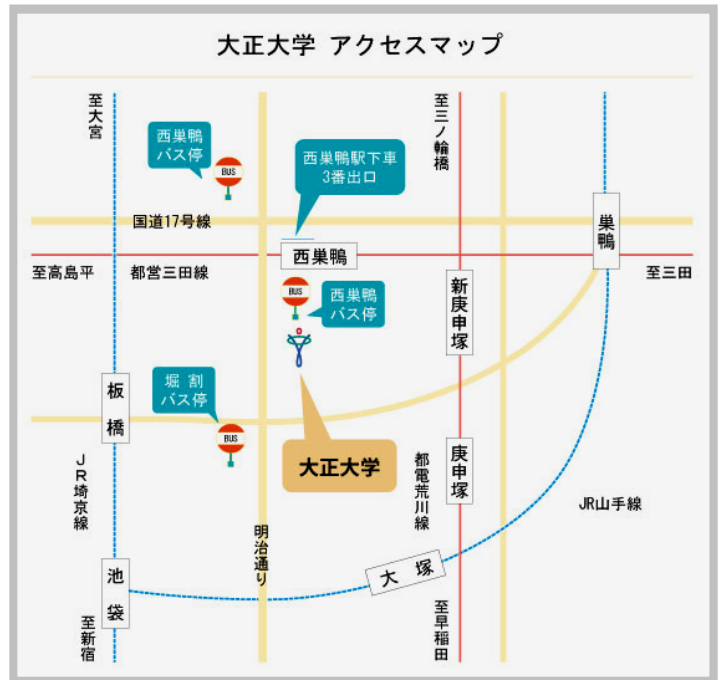 大正大学 アクセスマップ
至大宮
西巣鴨
バス停
BUS
西巣鴨駅下車
3番出口
至三ノ輪橋
国道17号線
巣鴨
西巣鴨
至高島平
都営三田線
至三田
BUS
西巣鴨
バス停
新庚申塚
堀 割
バス停
板橋
BUS
大正大学
庚申塚
JR埼京線
都電荒川線
JR山手線
明治通り
大 塚
池袋
至新宿
至早稲田